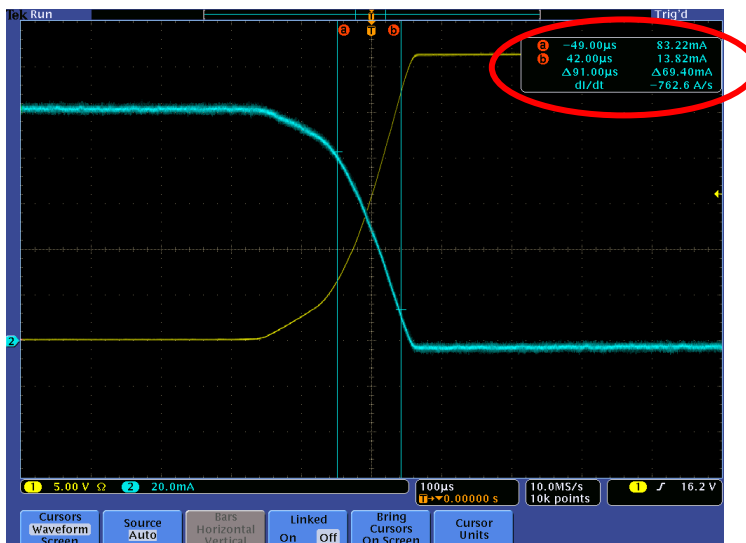 Tek Run Trig'd
a T b
a -49.00µs 83.22mA
b 42.00µs 13.82mA
Δ91.00µs Δ69.40mA
dI/dt -762.6 A/s
2
1 5.00 V Ω 2 20.0mA
100µs
T→▼0.00000 s
10.0MS/s
10k points
1 16.2 V
Cursors
Waveform
Screen
Source
Auto
Bars
Horizontal
Vertical
Linked
On Off
Bring
Cursors
On Screen
Cursor
Units